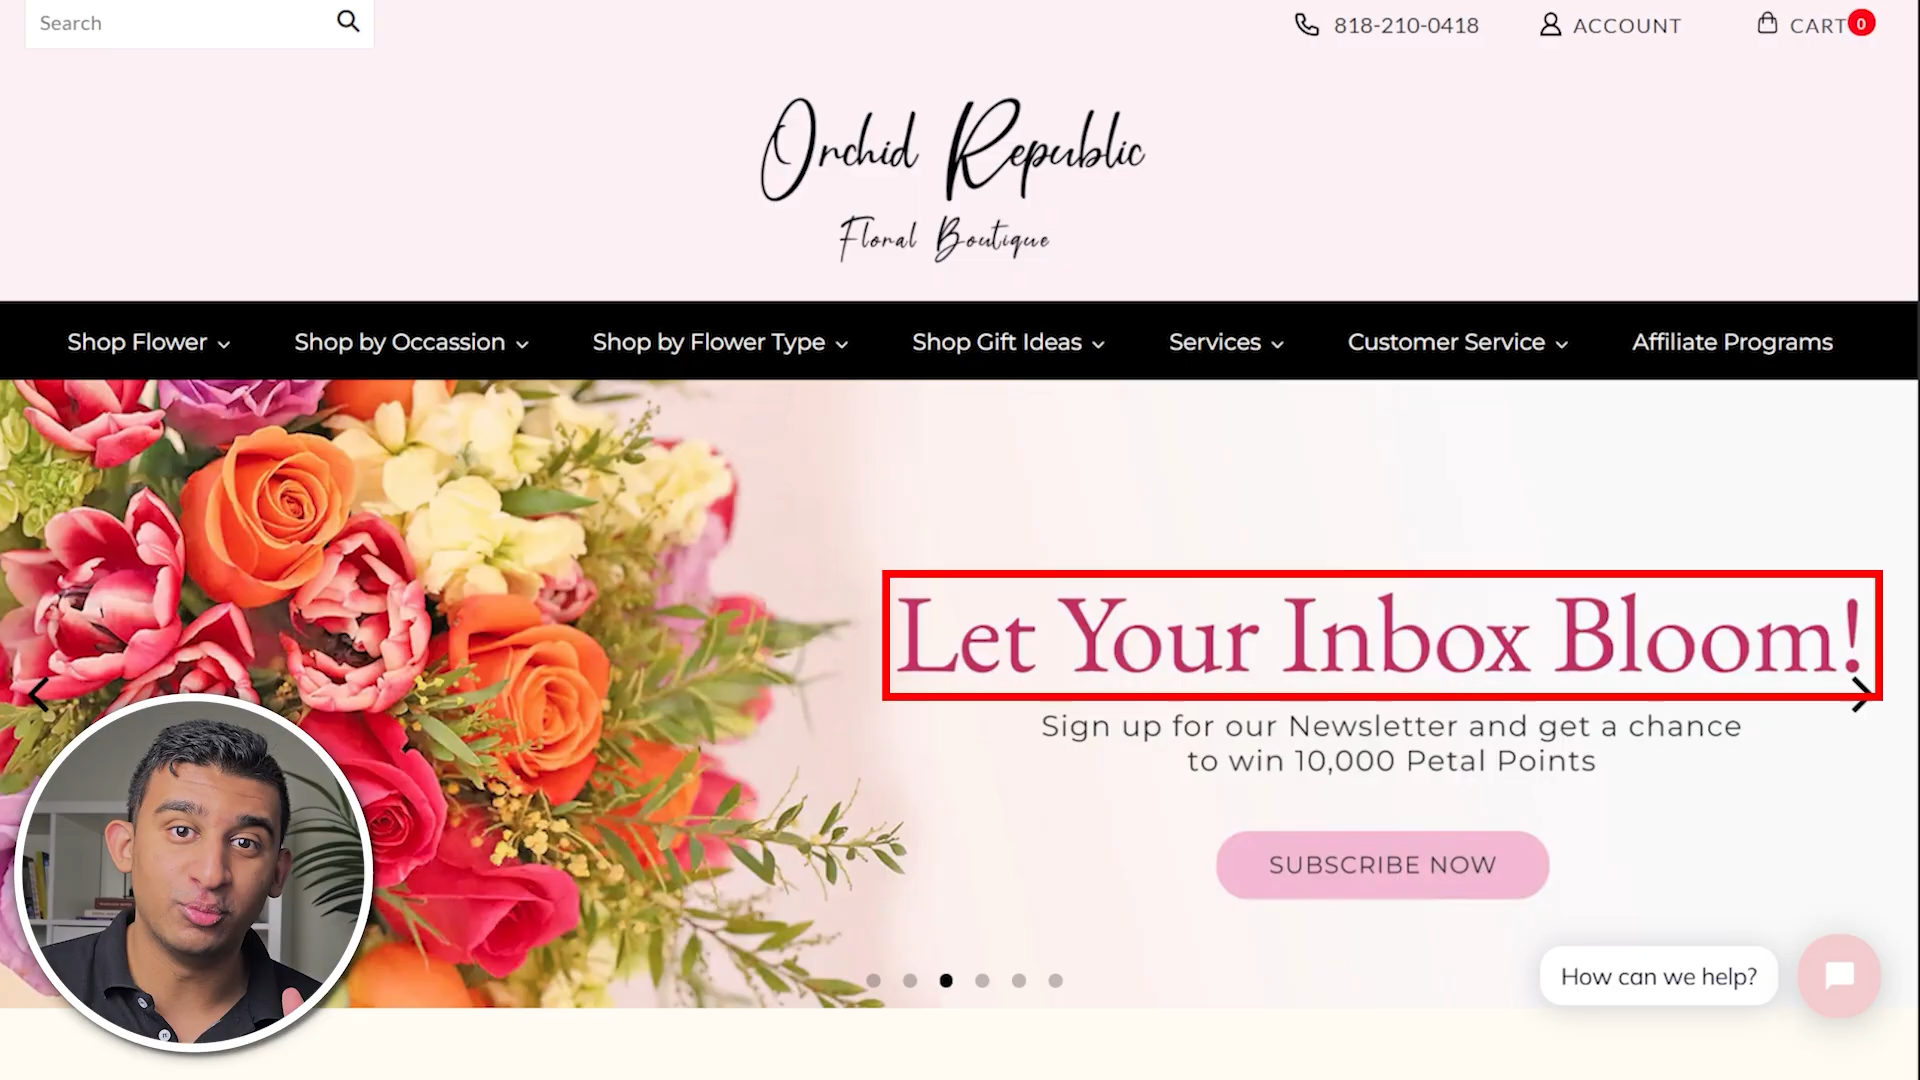 Search
818-210-0418
ACCOUNT
CART 0
Orchid Republic
Floral Boutique
Shop Flower
Shop by Occassion
Shop by Flower Type
Shop Gift Ideas
Services
Customer Service
Affiliate Programs
Let Your Inbox Bloom!
Sign up for our Newsletter and get a chance
to win 10,000 Petal Points
SUBSCRIBE NOW
How can we help?